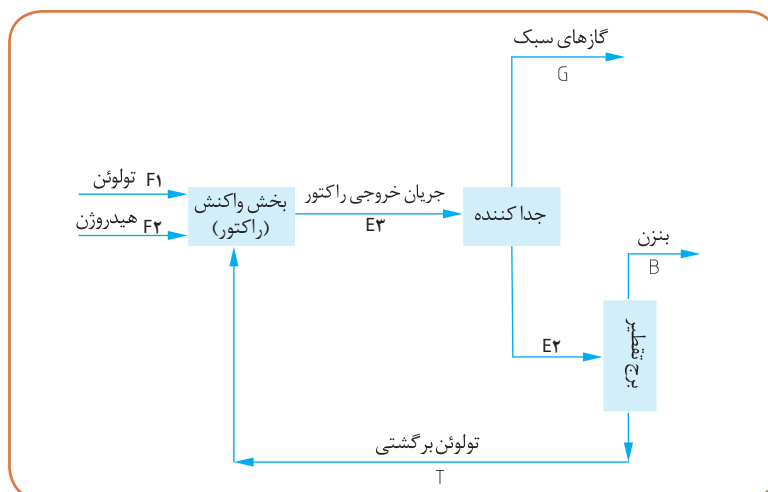 گازهای سبک
G
تولوئن F۱
هیدروژن F۲
بخش واکنش
(راکتور)
جریان خروجی راکتور
E۳
جدا کننده
بنزن
B
E۲
برج تقطیر
تولوئن برگشتی
T